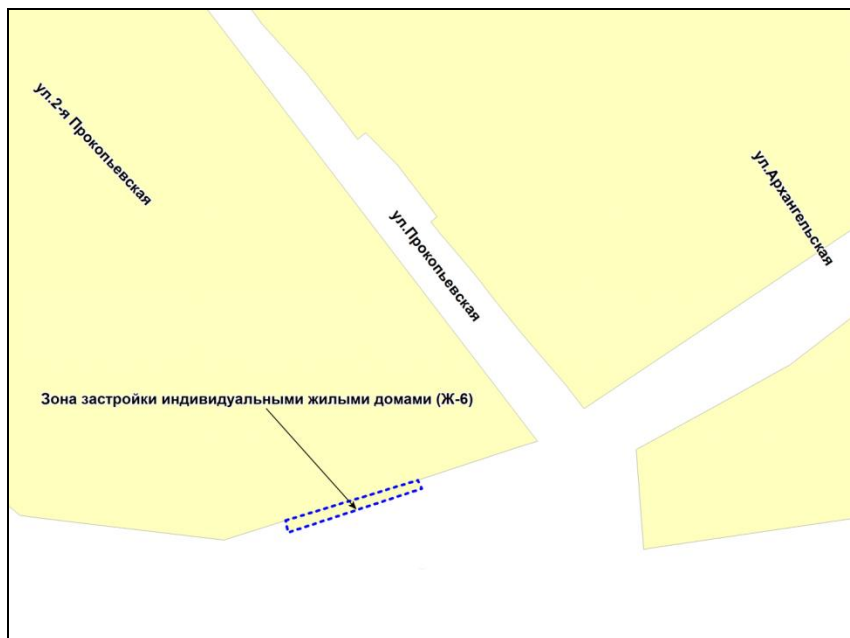 ул.2-я Прокопьевская
ул.Архангельская
ул.Прокопьевская
Зона застройки индивидуальными жилыми домами (Ж-6)